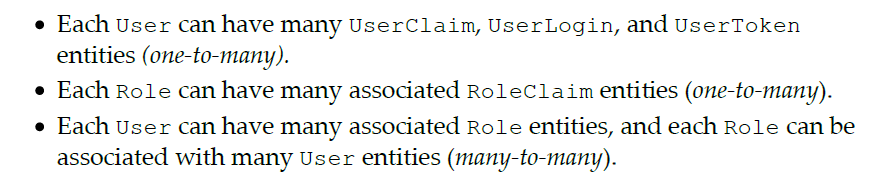 • Each User can have many UserClaim, UserLogin, and UserToken
entities (one-to-many).
• Each Role can have many associated RoleClaim entities (one-to-many).
• Each User can have many associated Role entities, and each Role can be
associated with many User entities (many-to-many).